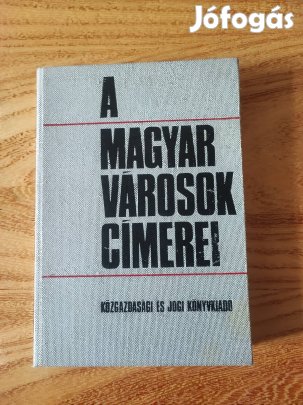 Jófogás
A
MAGYAR
VÁROSOK
CÍMEREI
KÖZGAZDASÁGI ÉS JOGI KÖNYVKIADÓ